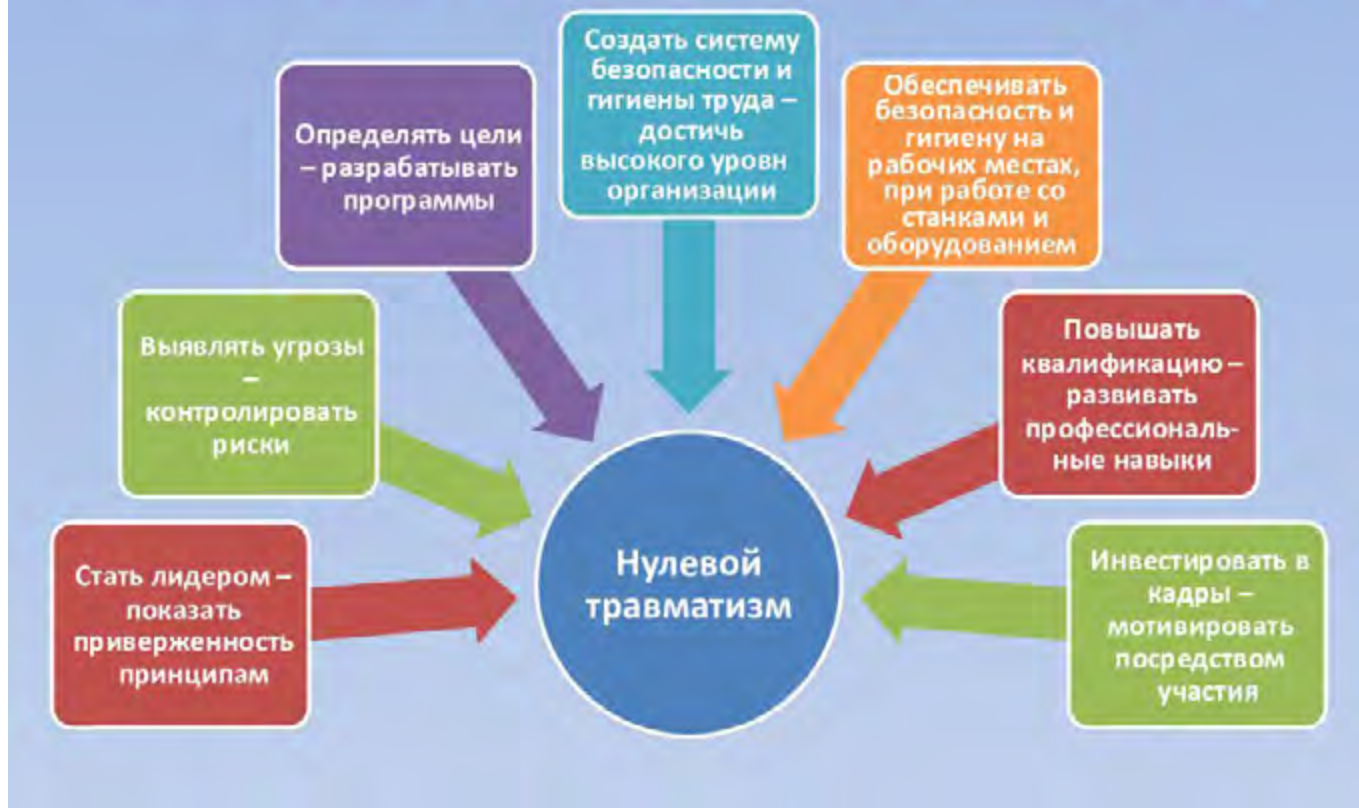 Стать лидером –
показать
приверженность
принципам
Выявлять угрозы
–
контролировать
риски
Определять цели
– разрабатывать
программы
Создать систему
безопасности и
гигиены труда –
достичь
высокого уровн
организации
Обеспечивать
безопасность и
гигиену на
рабочих местах,
при работе со
станками и
оборудованием
Повышать
квалификацию –
развивать
профессиональ-
ные навыки
Инвестировать в
кадры –
мотивировать
посредством
участия
Нулевой
травматизм